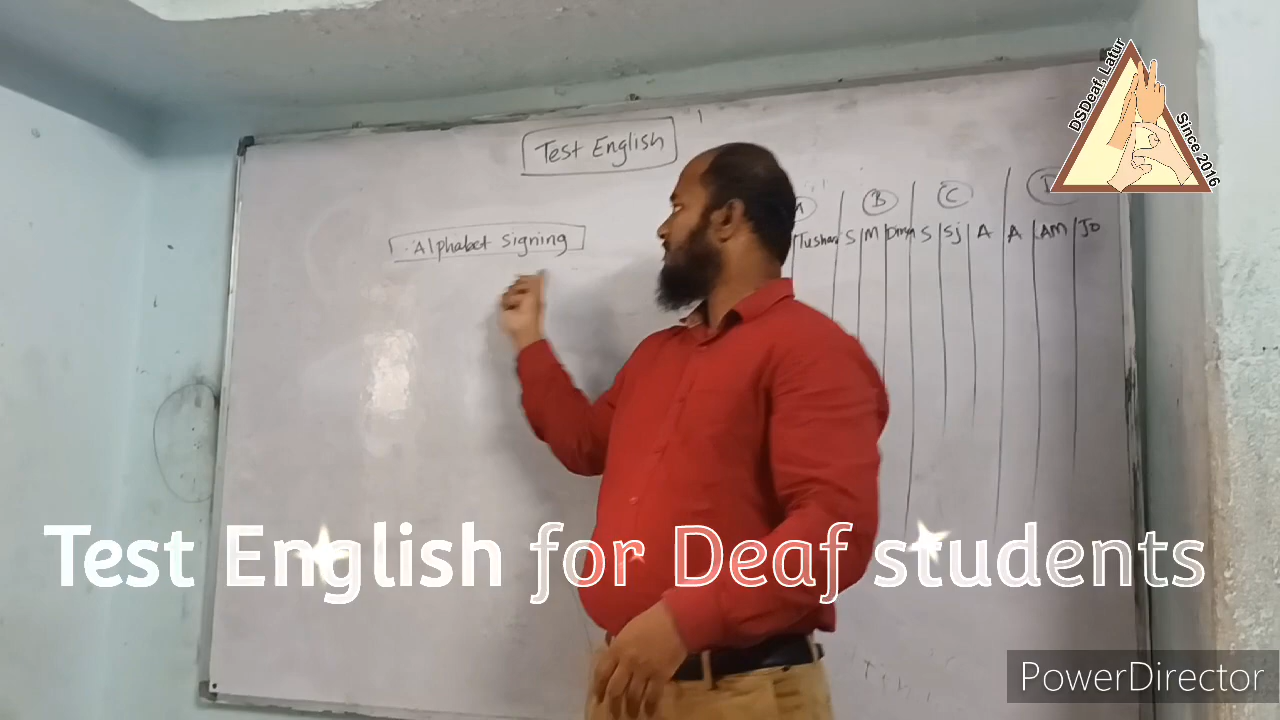 DSDeaf, Latur
Since 2016
Test English
A B C
Alphabet Signing
Tushar S M S Sj A A AM Jo
Test English for Deaf students
PowerDirector